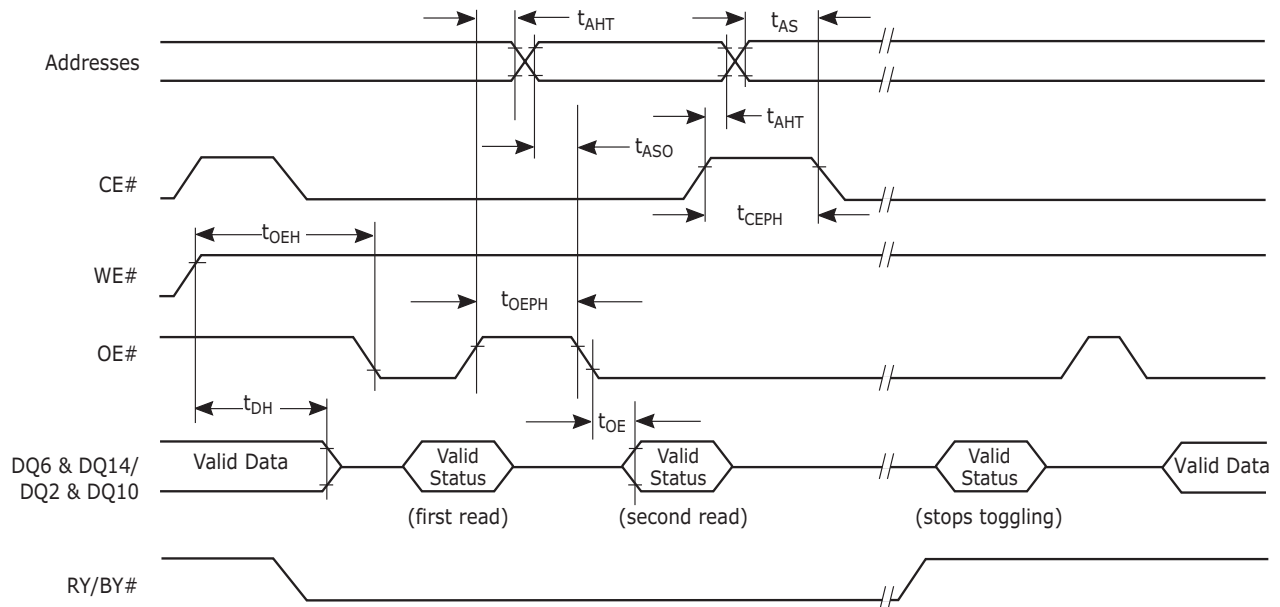 tAHT
tAS
Addresses
tAHT
tASO
CE#
tCEPH
tOEH
WE#
tOEPH
OE#
tDH
tOE
DQ6 & DQ14/
DQ2 & DQ10
Valid Data
Valid
Status
Valid
Status
Valid
Status
Valid Data
(first read)
(second read)
(stops toggling)
RY/BY#